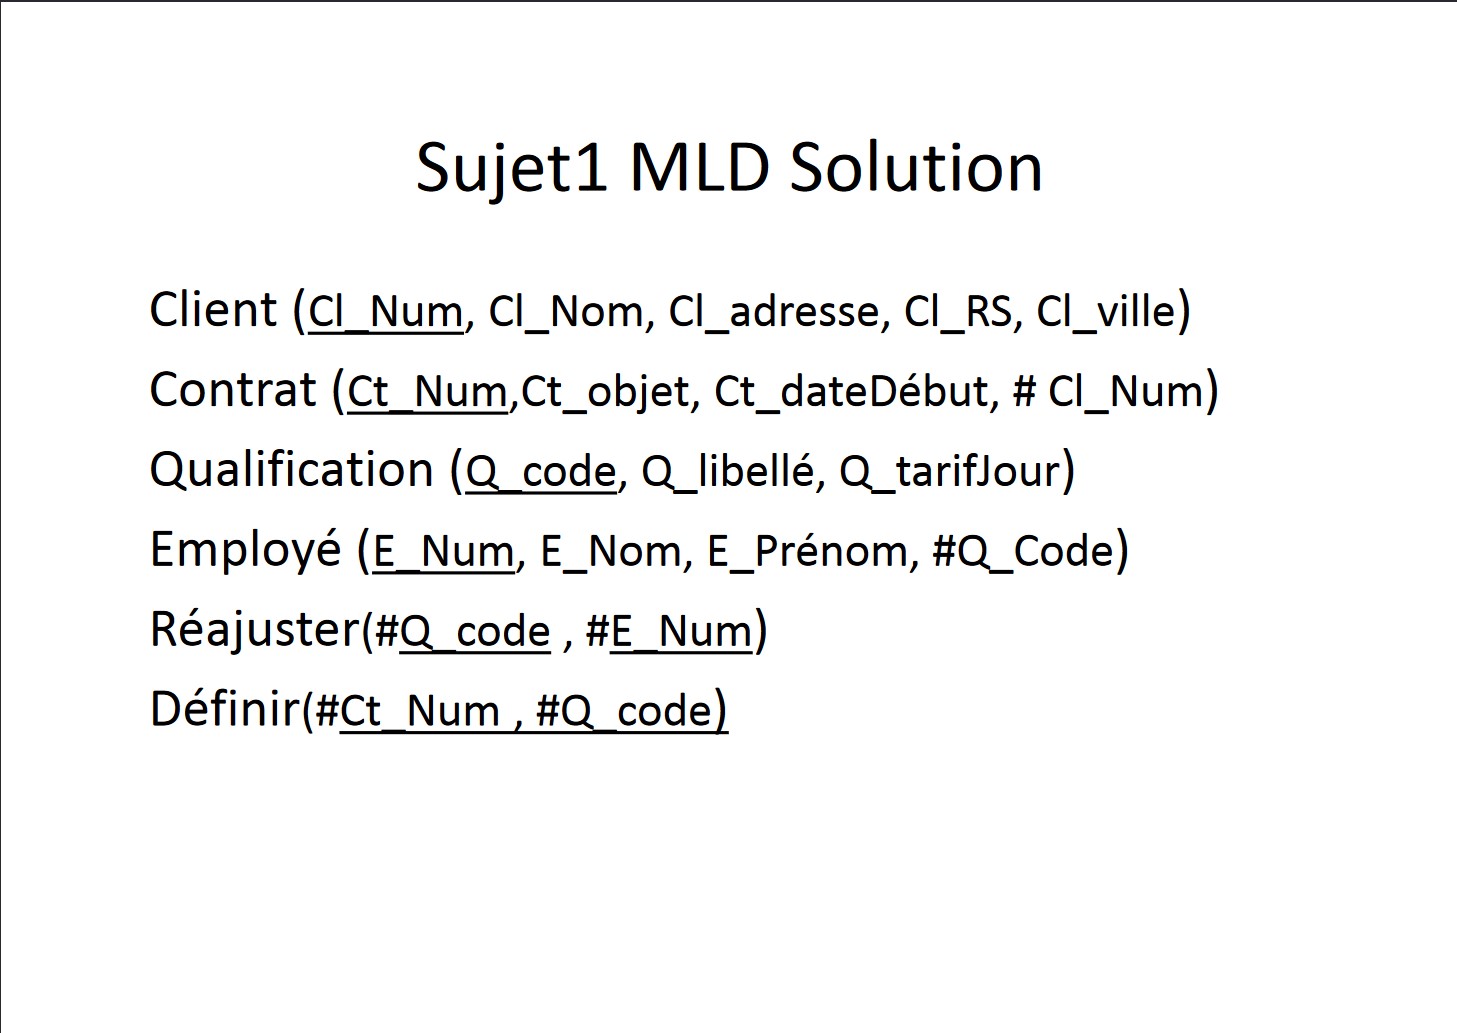 Sujet1 MLD Solution
Client (Cl_Num, Cl_Nom, Cl_adresse, Cl_RS, Cl_ville)
Contrat (Ct_Num,Ct_objet, Ct_dateDébut, # Cl_Num)
Qualification (Q_code, Q_libellé, Q_tarifJour)
Employé (E_Num, E_Nom, E_Prénom, #Q_Code)
Réajuster(#Q_code , #E_Num)
Définir(#Ct_Num , #Q_code)